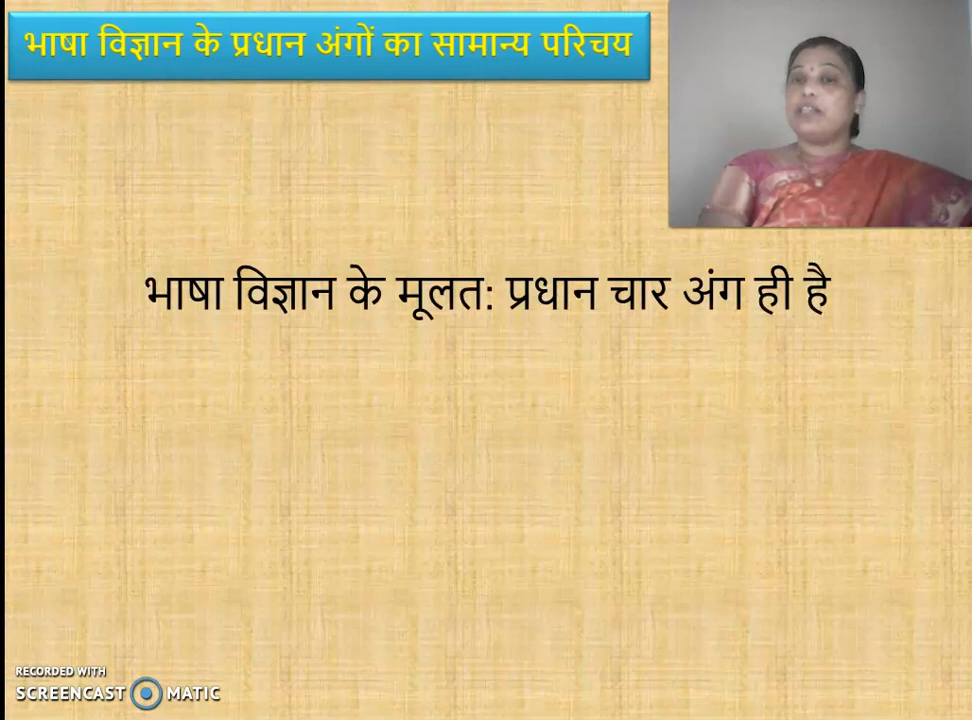 भाषा विज्ञान के प्रधान अंगों का सामान्य परिचय
भाषा विज्ञान के मूलत: प्रधान चार अंग ही है
RECORDED WITH
SCREENCAST MATIC